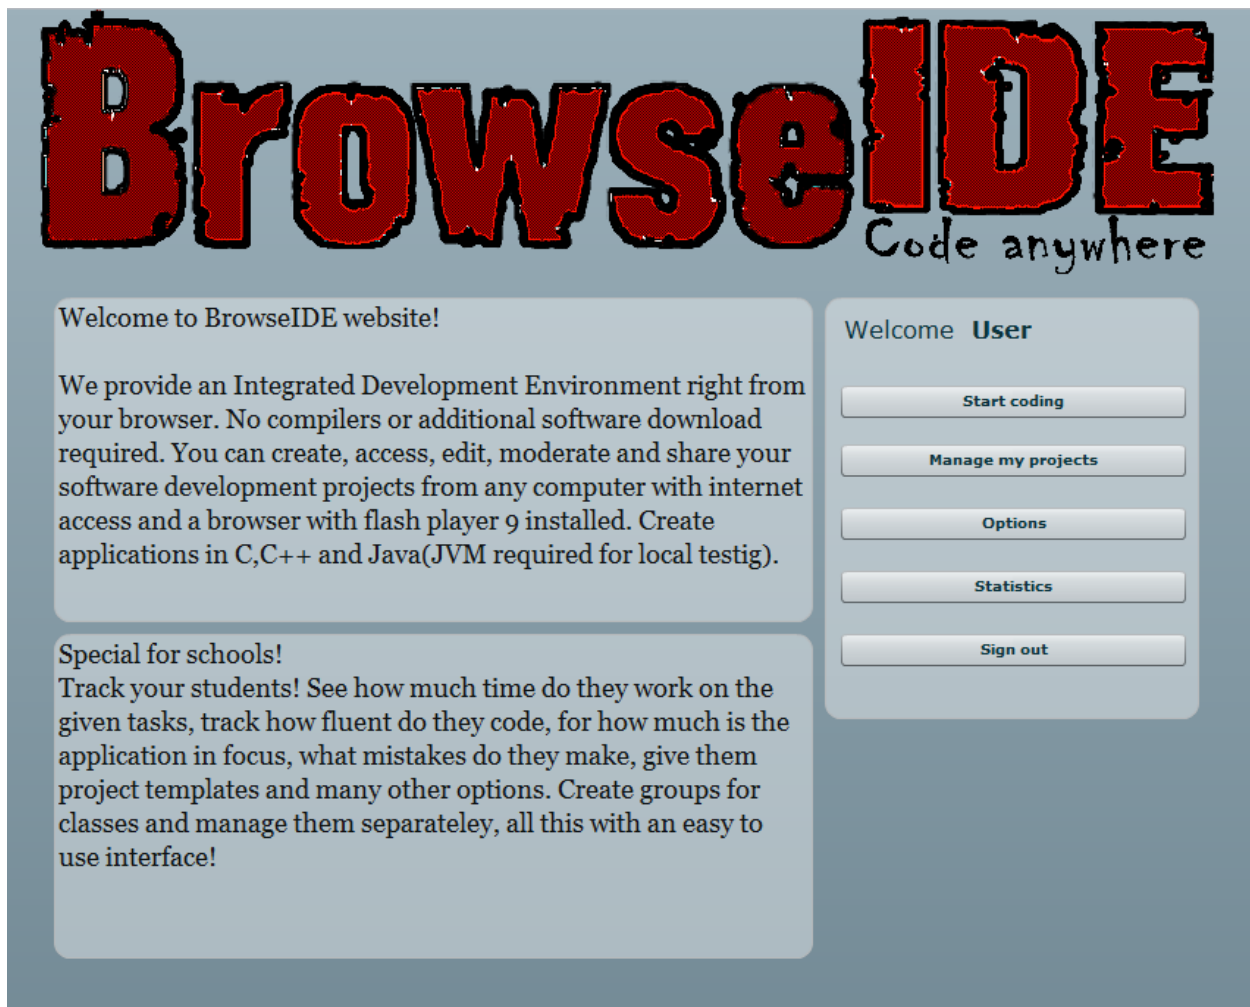 BrowseIDE
Code anywhere
Welcome to BrowseIDE website!
We provide an Integrated Development Environment right from
your browser. No compilers or additional software download
required. You can create, access, edit, moderate and share your
software development projects from any computer with internet
access and a browser with flash player 9 installed. Create
applications in C,C++ and Java(JVM required for local testig).
Special for schools!
Track your students! See how much time do they work on the
given tasks, track how fluent do they code, for how much is the
application in focus, what mistakes do they make, give them
project templates and many other options. Create groups for
classes and manage them separateley, all this with an easy to
use interface!
Welcome User
Start coding
Manage my projects
Options
Statistics
Sign out